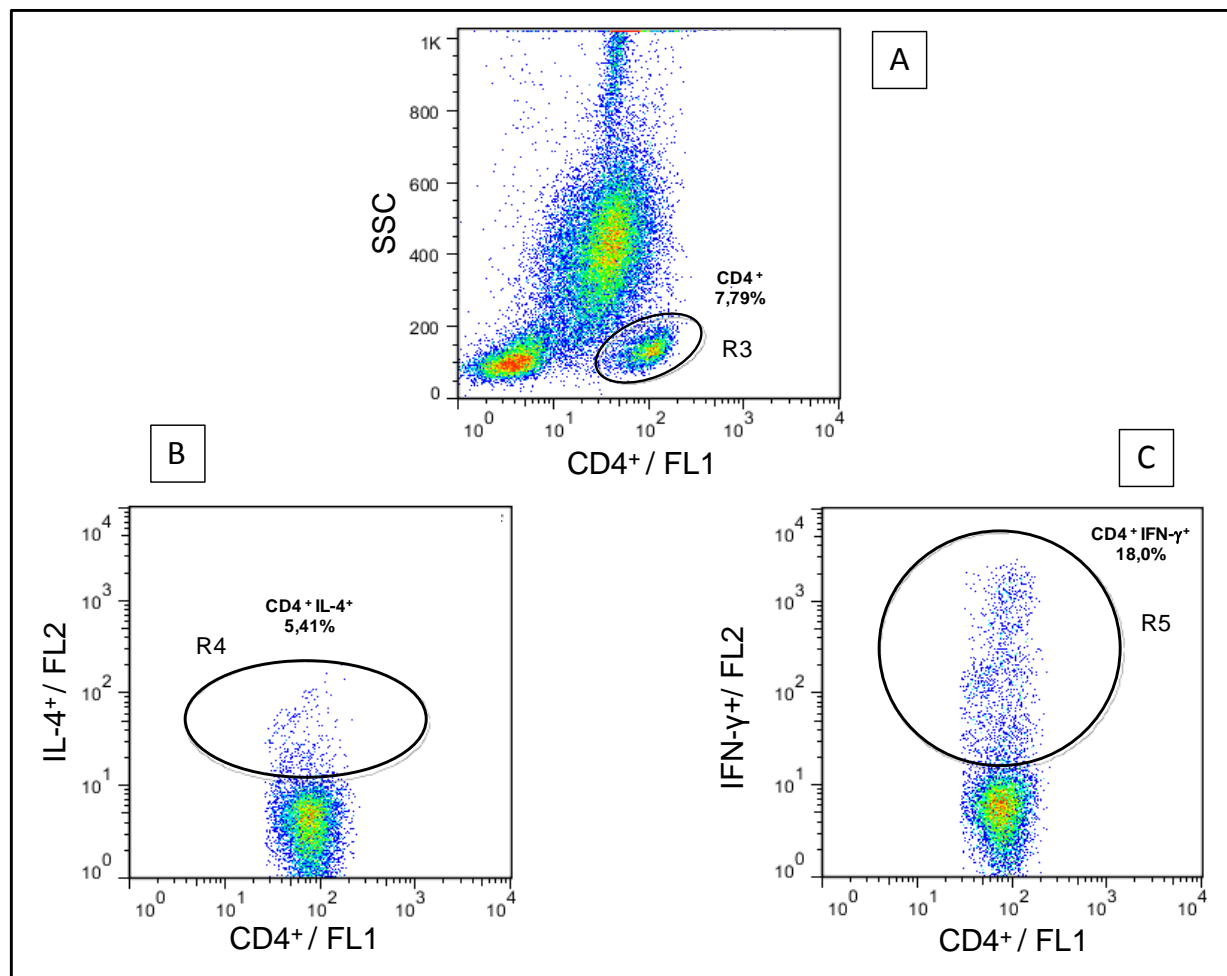 A
1K
800
600
400
200
0
SSC
CD4⁺
7,79%
R3
10⁰ 10¹ 10² 10³ 10⁴
CD4⁺ / FL1
B
10⁴
10³
10²
10¹
10⁰
IL-4⁺/ FL2
CD4⁺ IL-4⁺
5,41%
R4
10⁰ 10¹ 10² 10³ 10⁴
CD4⁺ / FL1
C
10⁴
10³
10²
10¹
10⁰
IFN-γ+/ FL2
CD4⁺ IFN-γ⁺
18,0%
R5
10⁰ 10¹ 10² 10³ 10⁴
CD4⁺ / FL1